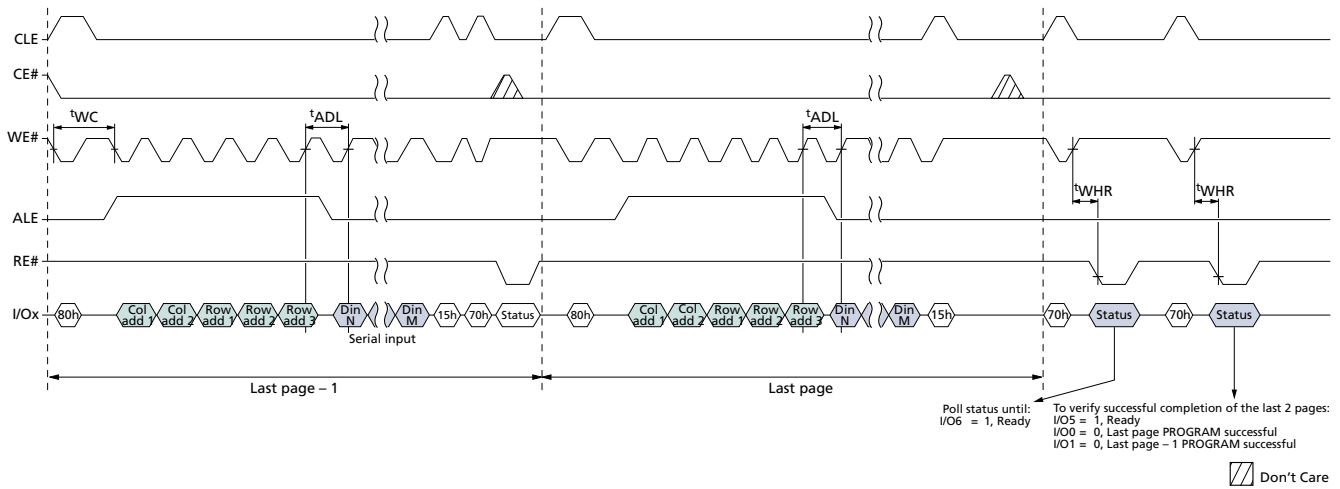 CLE
CE#
tWC
tADL
tADL
WE#
tWHR
tWHR
ALE
RE#
I/Ox
80h
Col add 1
Col add 2
Row add 1
Row add 2
Row add 3
Din N
Din M
15h
70h
Status
80h
Col add 1
Col add 2
Row add 1
Row add 2
Row add 3
Din N
Din M
15h
70h
Status
70h
Status
Serial input
Last page – 1
Last page
Poll status until:
I/O6 = 1, Ready
To verify successful completion of the last 2 pages:
I/O5 = 1, Ready
I/O0 = 0, Last page PROGRAM successful
I/O1 = 0, Last page – 1 PROGRAM successful
Don't Care